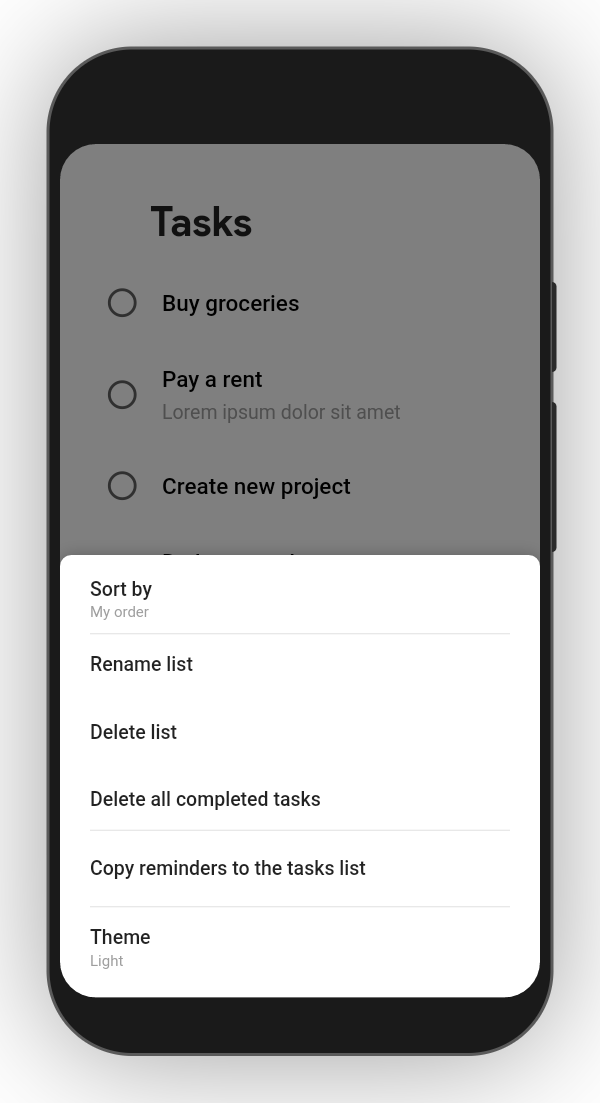 Tasks
Buy groceries
Pay a rent
Lorem ipsum dolor sit amet
Create new project
Sort by
My order
Rename list
Delete list
Delete all completed tasks
Copy reminders to the tasks list
Theme
Light